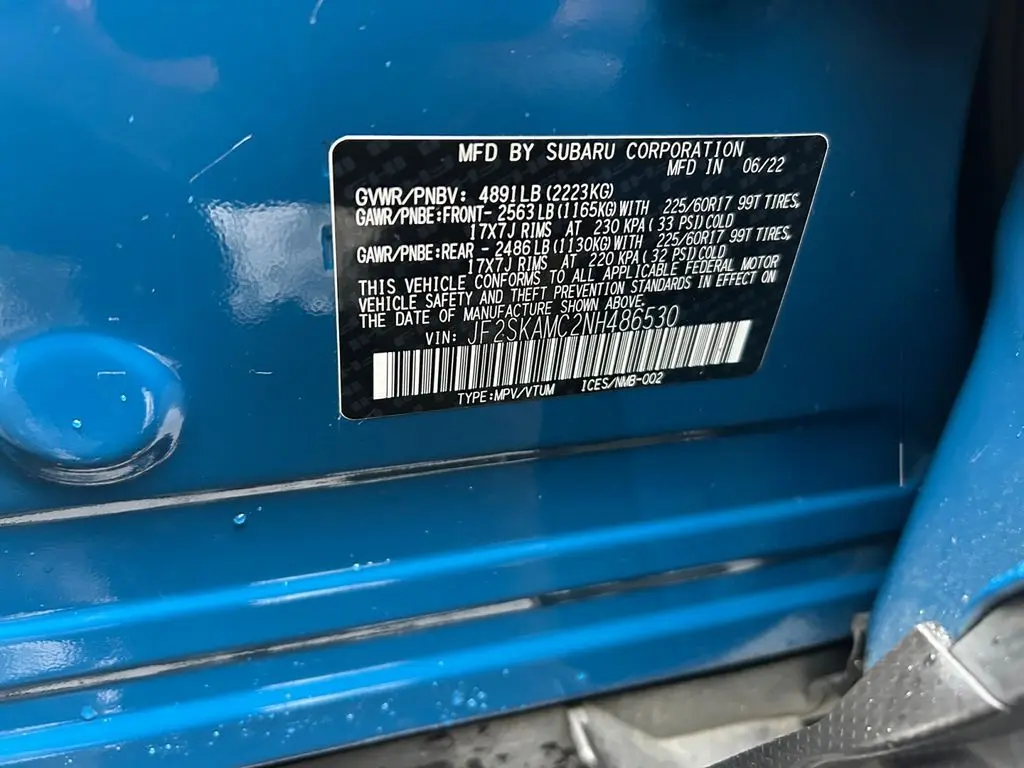 MFD BY SUBARU CORPORATION
MFD IN 06/22
GVWR/PNBV: 4891LB(2223KG)
GAWR/PNBE:FRONT- 2563LB(1165KG)WITH 225/60R17 99T TIRES,
17X7J RIMS AT 230 KPA(33 PSI)COLD
GAWR/PNBE:REAR - 2486LB(1130KG)WITH 225/60R17 99T TIRES,
17X7J RIMS AT 220 KPA(32 PSI)COLD
THIS VEHICLE CONFORMS TO ALL APPLICABLE FEDERAL MOTOR
VEHICLE SAFETY AND THEFT PREVENTION STANDARDS IN EFFECT ON
THE DATE OF MANUFACTURE SHOWN ABOVE.
VIN: JF2SKAMC2NH486530
TYPE:MPV/VTUM ICES/NMB-002